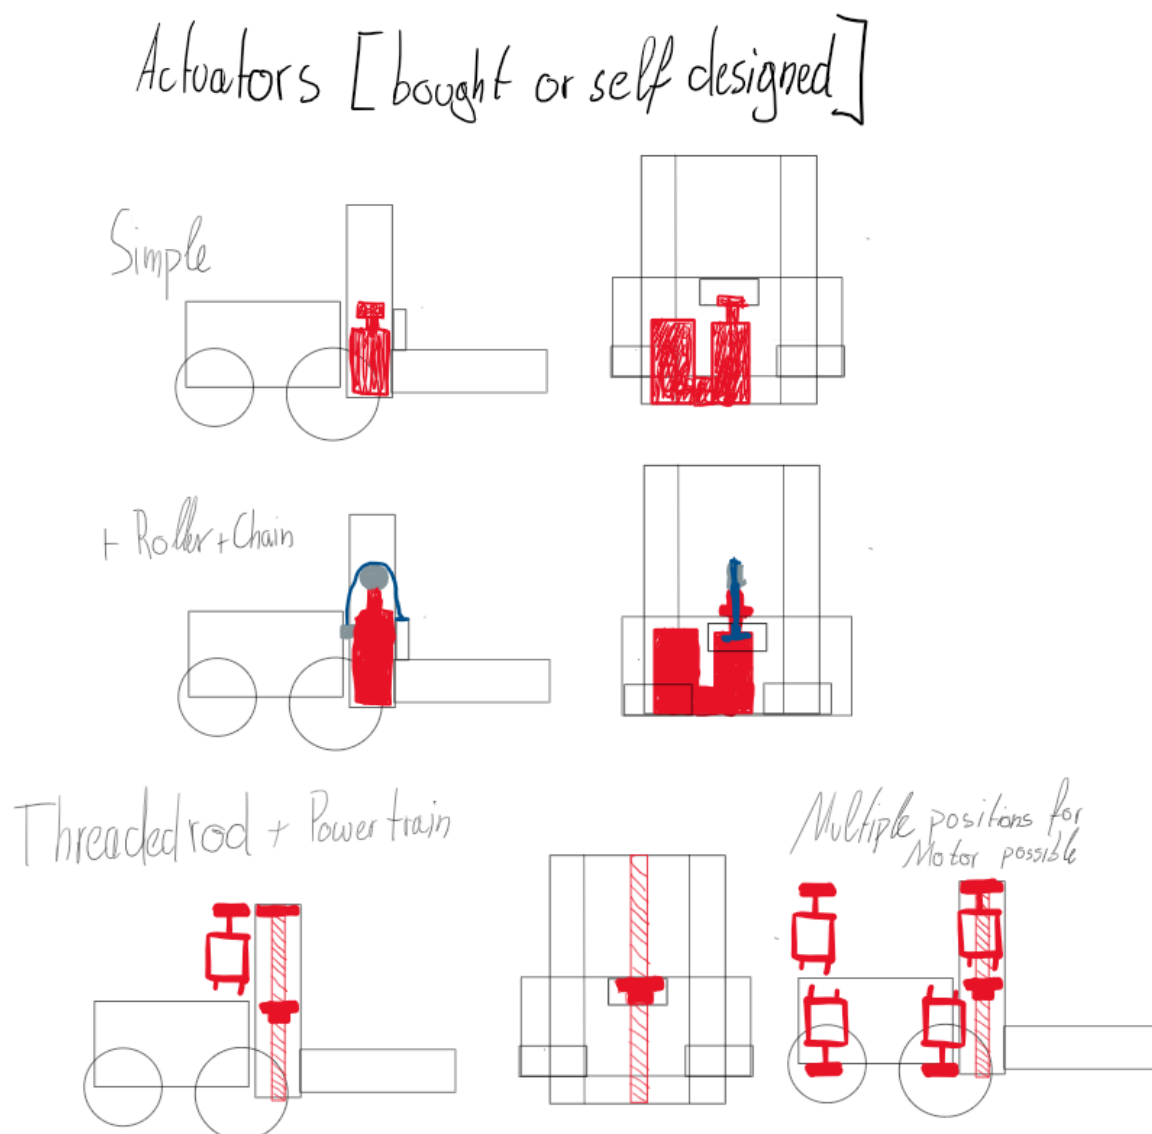 Actuators [bought or self designed]
Simple
+ Roller + Chain
Threaded rod + Power train
Multiple positions for
Motor possible